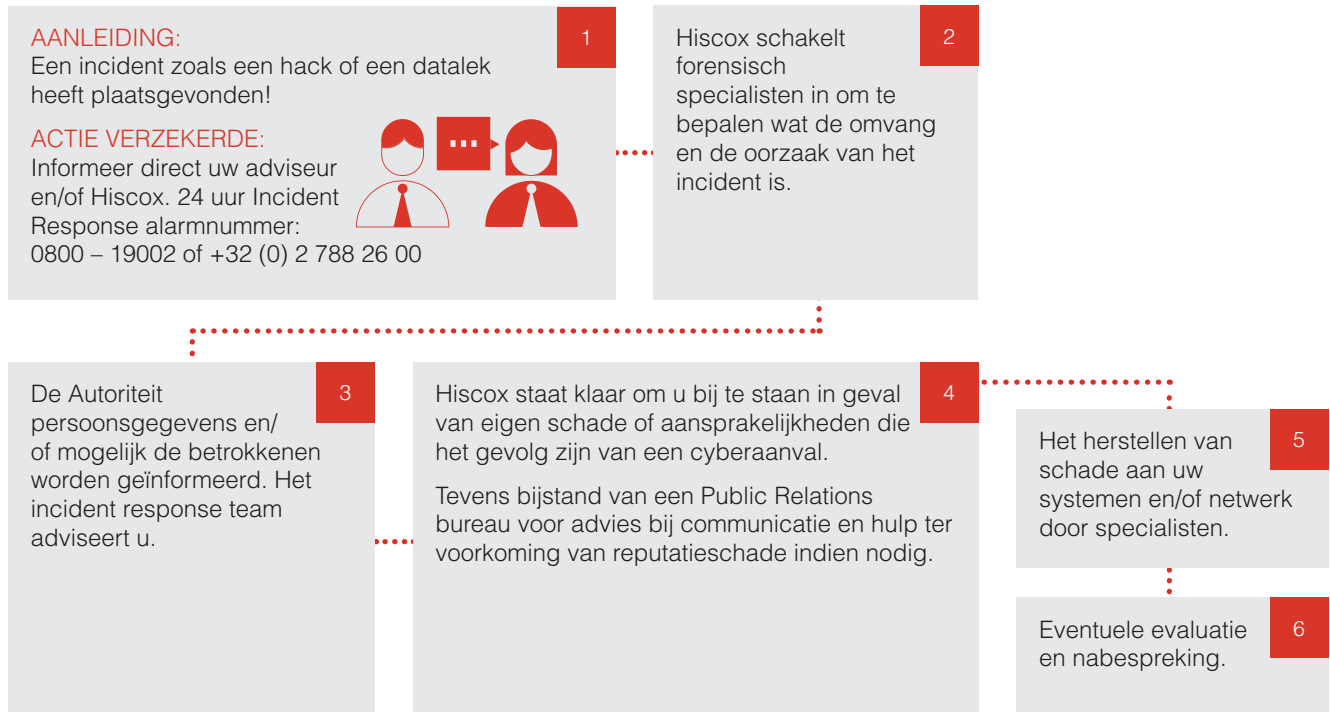 1
AANLEIDING:
Een incident zoals een hack of een datalek
heeft plaatsgevonden!
ACTIE VERZEKERDE:
Informeer direct uw adviseur
en/of Hiscox. 24 uur Incident
Response alarmnummer:
0800 – 19002 of +32 (0) 2 788 26 00
2
Hiscox schakelt
forensisch
specialisten in om te
bepalen wat de omvang
en de oorzaak van het
incident is.
3
De Autoriteit
persoonsgegevens en/
of mogelijk de betrokkenen
worden geïnformeerd. Het
incident response team
adviseert u.
4
Hiscox staat klaar om u bij te staan in geval
van eigen schade of aansprakelijkheden die
het gevolg zijn van een cyberaanval.
Tevens bijstand van een Public Relations
bureau voor advies bij communicatie en hulp ter
voorkoming van reputatieschade indien nodig.
5
Het herstellen van
schade aan uw
systemen en/of netwerk
door specialisten.
6
Eventuele evaluatie
en nabespreking.